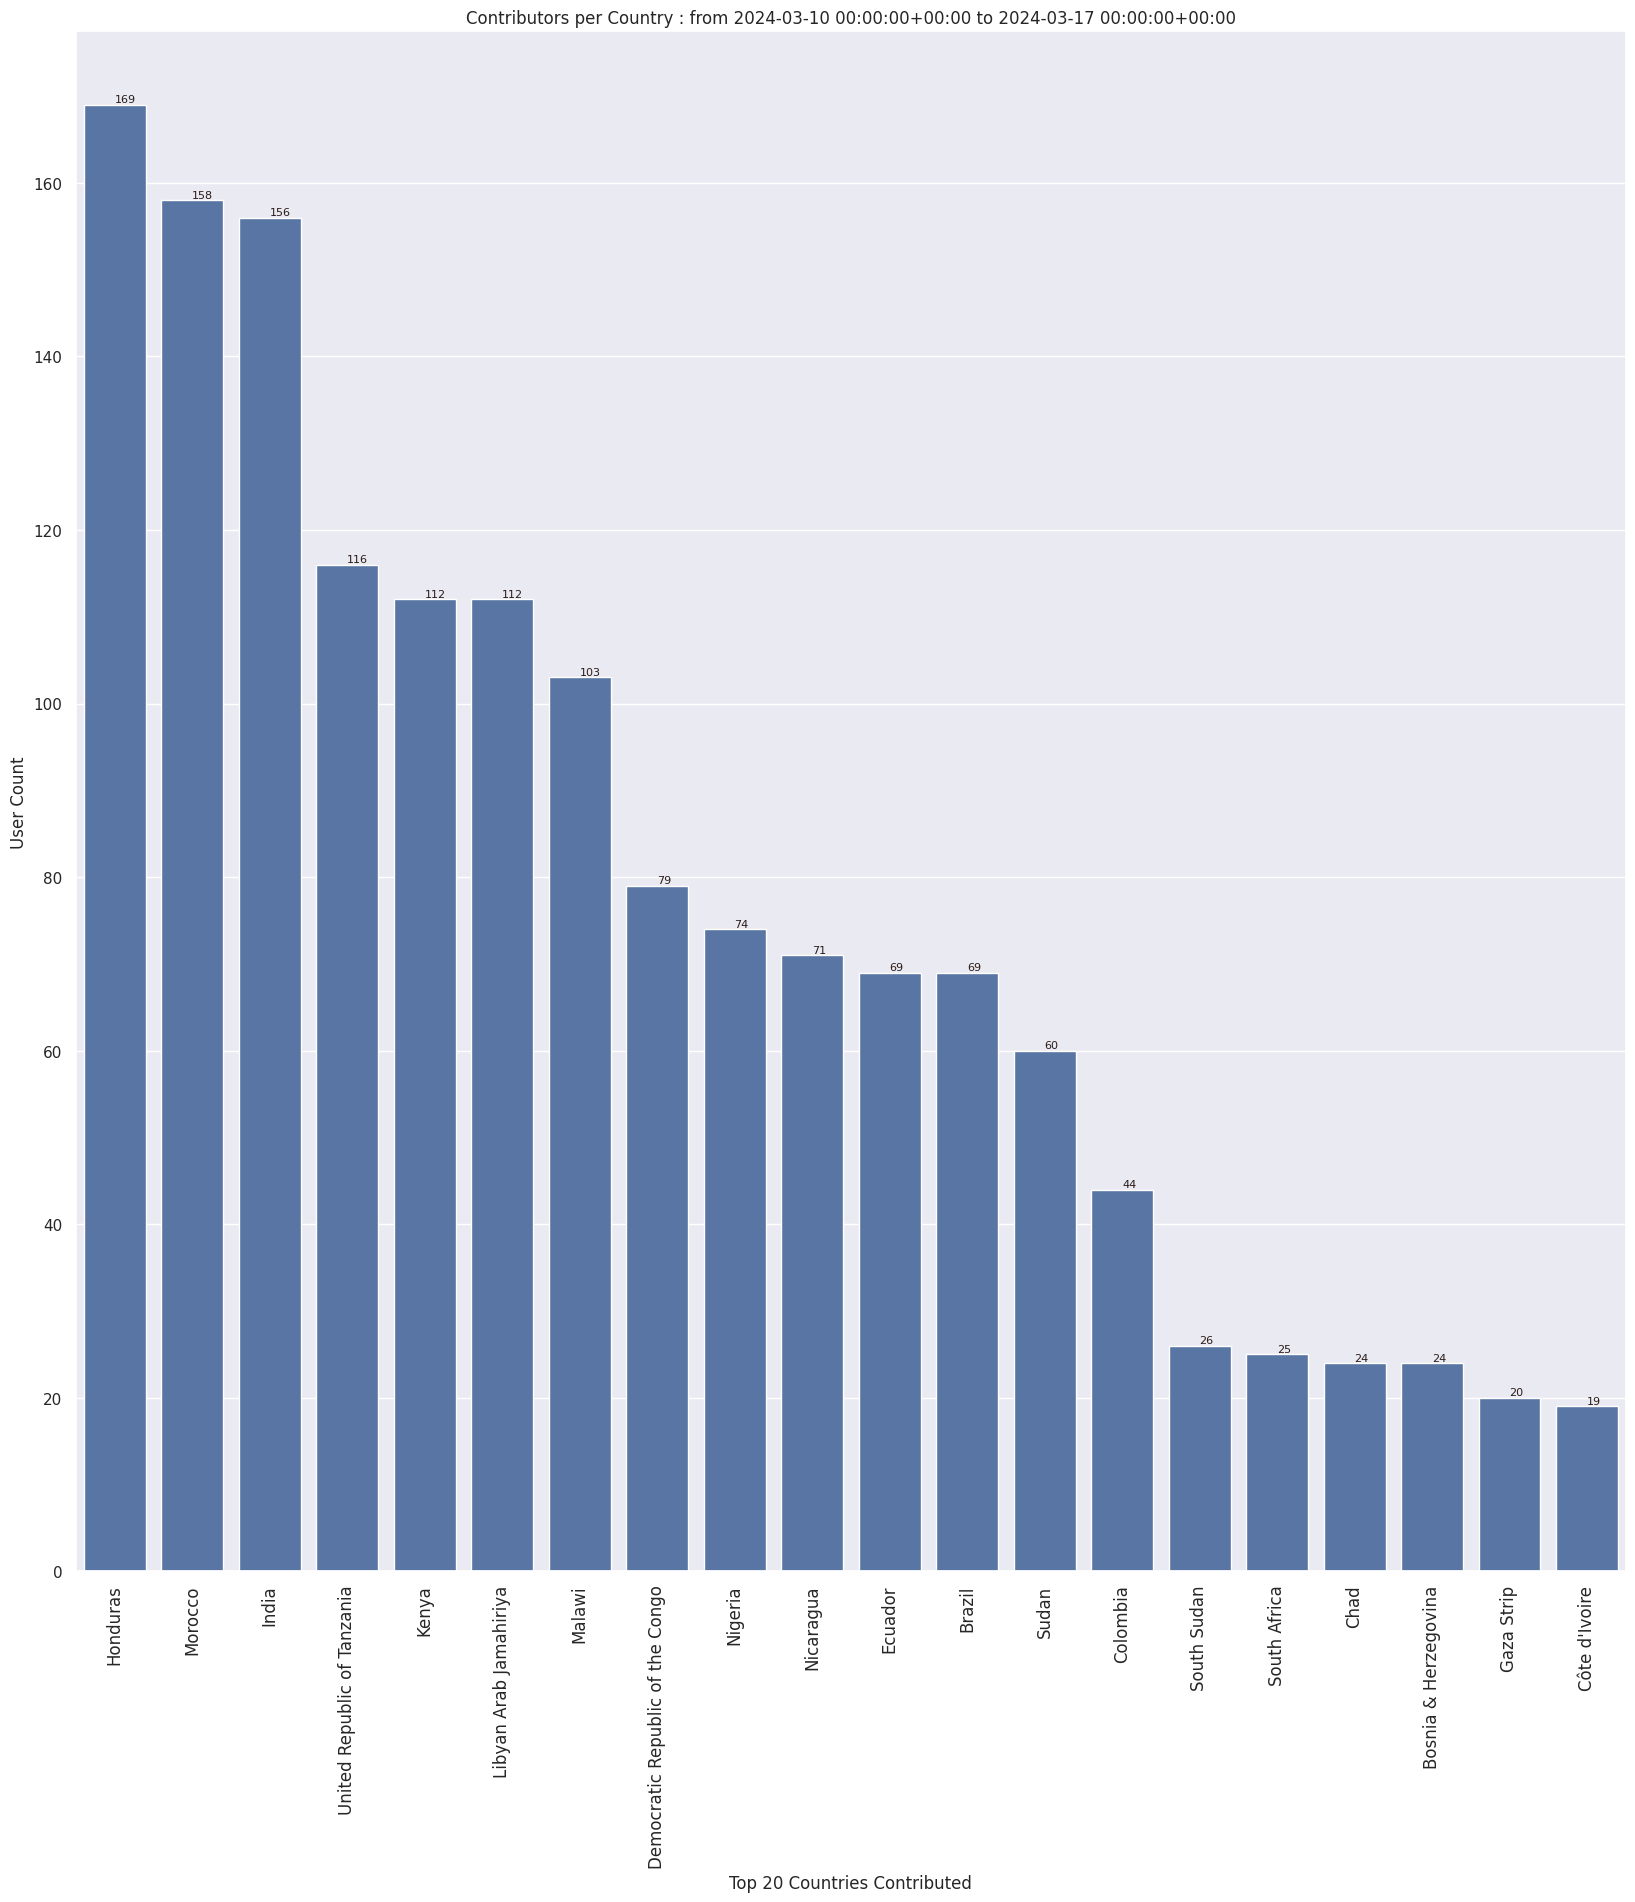 Contributors per Country : from 2024-03-10 00:00:00+00:00 to 2024-03-17 00:00:00+00:00
User Count
160
140
120
100
80
60
40
20
0
169
158
156
116
112
112
103
79
74
71
69
69
60
44
26
25
24
24
20
19
Honduras
Morocco
India
United Republic of Tanzania
Kenya
Libyan Arab Jamahiriya
Malawi
Democratic Republic of the Congo
Nigeria
Nicaragua
Ecuador
Brazil
Sudan
Colombia
South Sudan
South Africa
Chad
Bosnia & Herzegovina
Gaza Strip
Côte d'Ivoire
Top 20 Countries Contributed